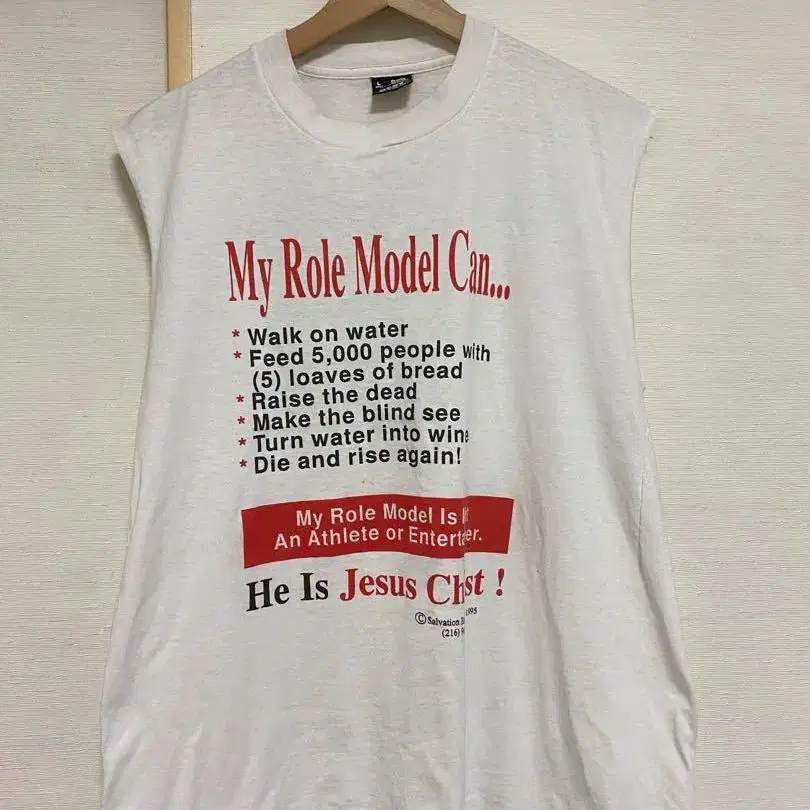 My Role Model Can...
* Walk on water
* Feed 5,000 people with
(5) loaves of bread
* Raise the dead
* Make the blind see
* Turn water into wine
* Die and rise again!
My Role Model Is
An Athlete or Entertainer.
He Is Jesus Christ !
© Salvation 1995
(216)
L